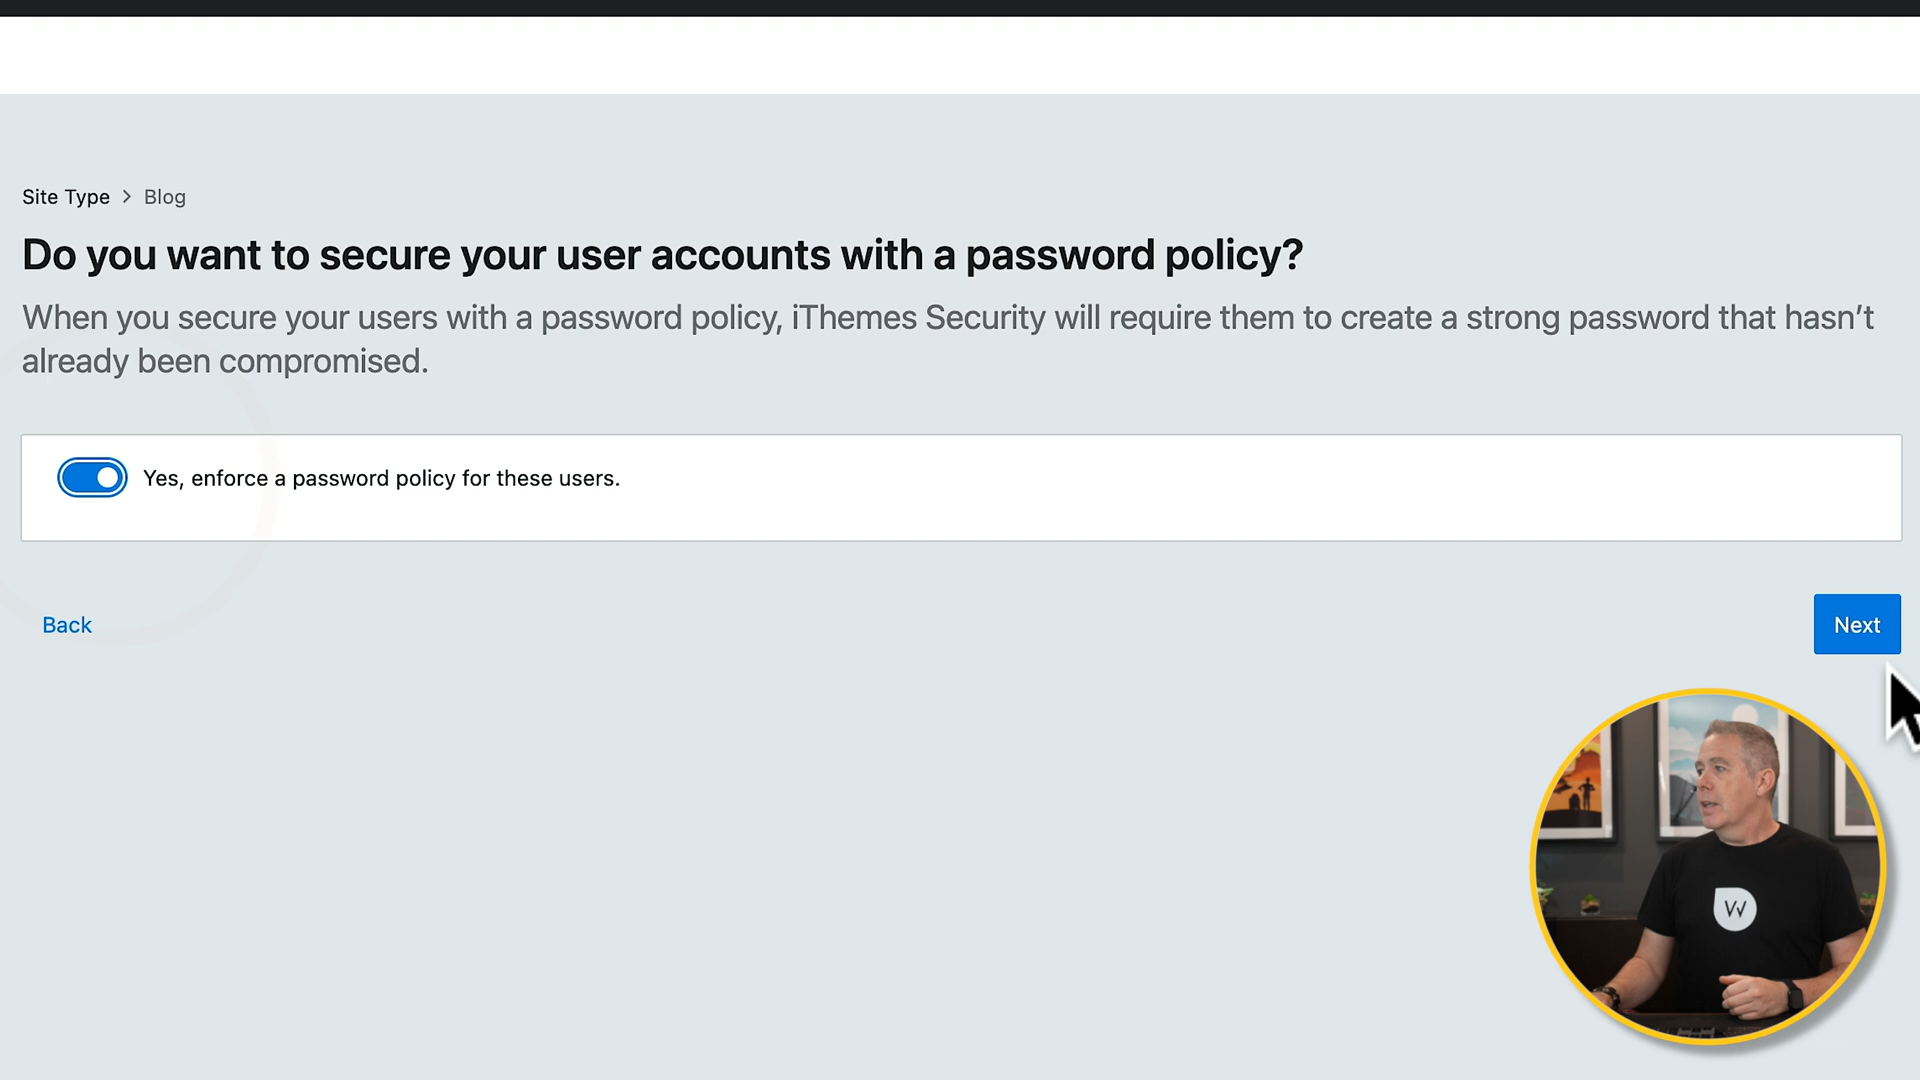 Site Type > Blog
Do you want to secure your user accounts with a password policy?
When you secure your users with a password policy, iThemes Security will require them to create a strong password that hasn’t
already been compromised.
Yes, enforce a password policy for these users.
Back
Next
W